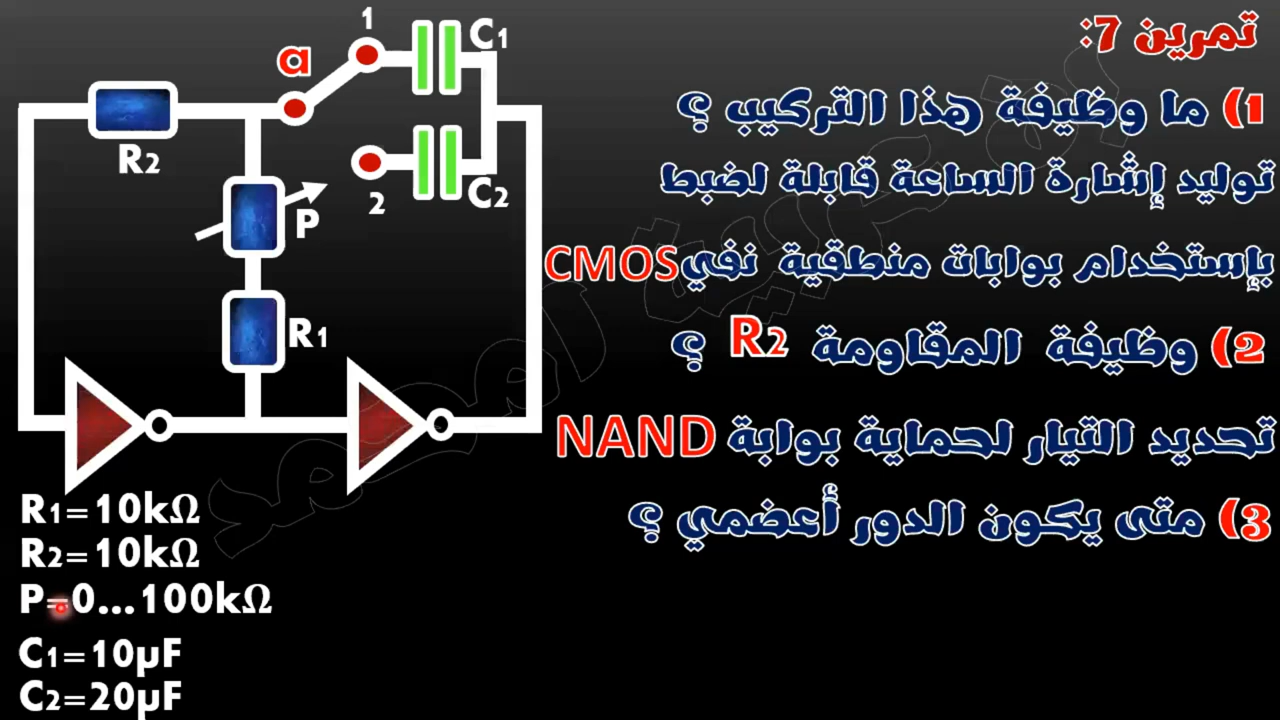 تمرين 7:
1) ما وظيفة هذا التركيب ؟
توليد إشارة الساعة قابلة لضبط
بإستخدام بوابات منطقية نفي CMOS
2) وظيفة المقاومة R2 ؟
تحديد التيار لحماية بوابة NAND
3) متى يكون الدور أعضمي ؟
1
a
C1
R2
2
C2
P
R1
R1=10kΩ
R2=10kΩ
P=0...100kΩ
C1=10µF
C2=20µF